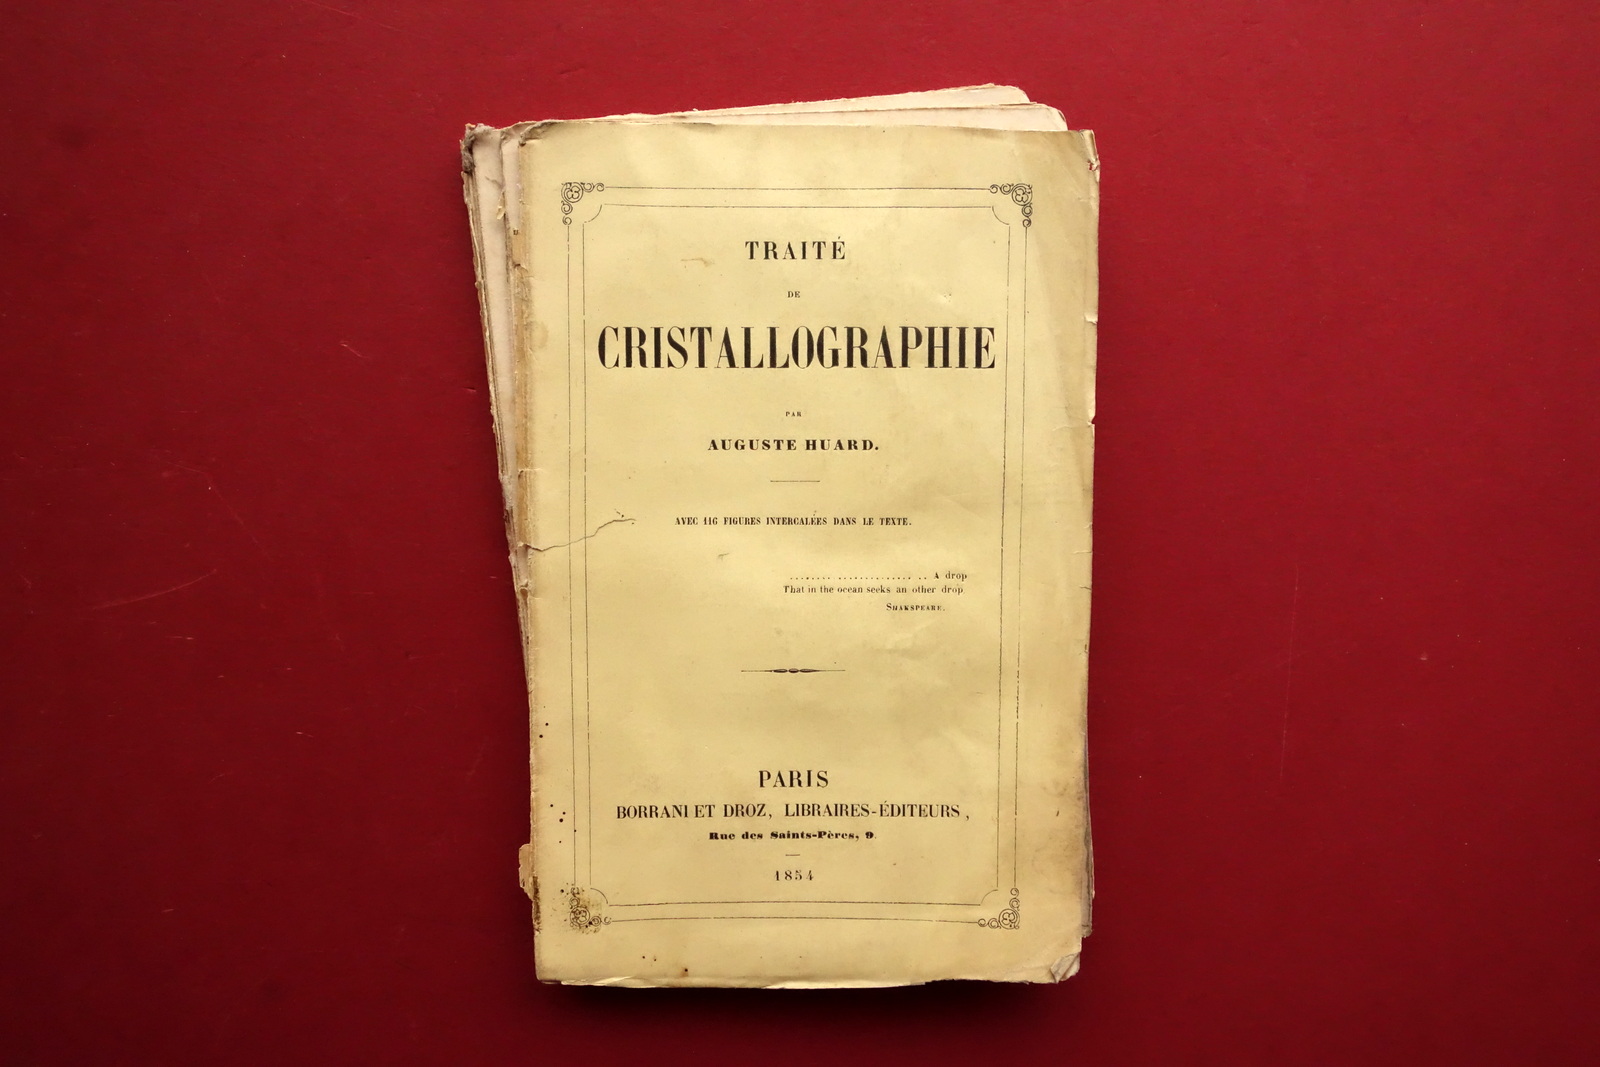 TRAITÉ
DE
CRISTALLOGRAPHIE
PAR
AUGUSTE HUARD.
AVEC 116 FIGURES INTERCALÉES DANS LE TEXTE.
........ .............. .. A drop
That in the ocean seeks an other drop
SHAKSPEARE.
PARIS
BORRANI ET DROZ, LIBRAIRES-ÉDITEURS,
Rue des Saints-Pères, 9.
1854